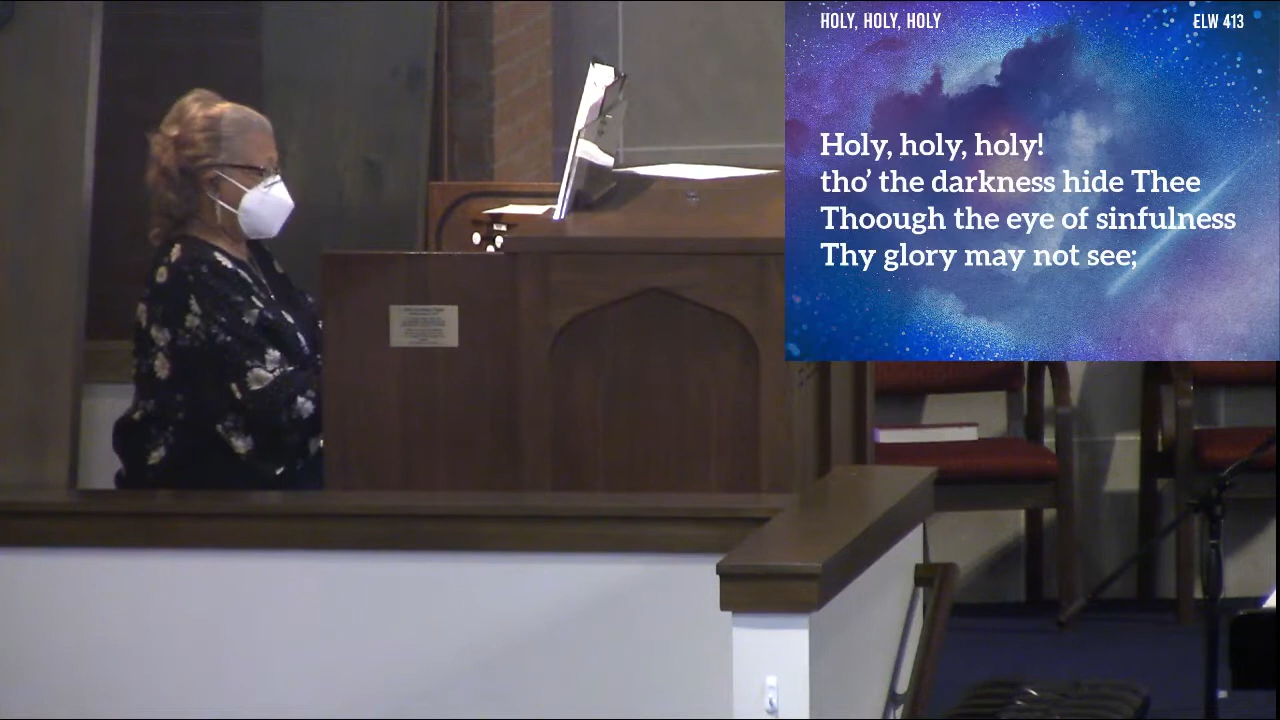 HOLY, HOLY, HOLY
ELW 413
Holy, holy, holy!
tho’ the darkness hide Thee
Thoough the eye of sinfulness
Thy glory may not see;